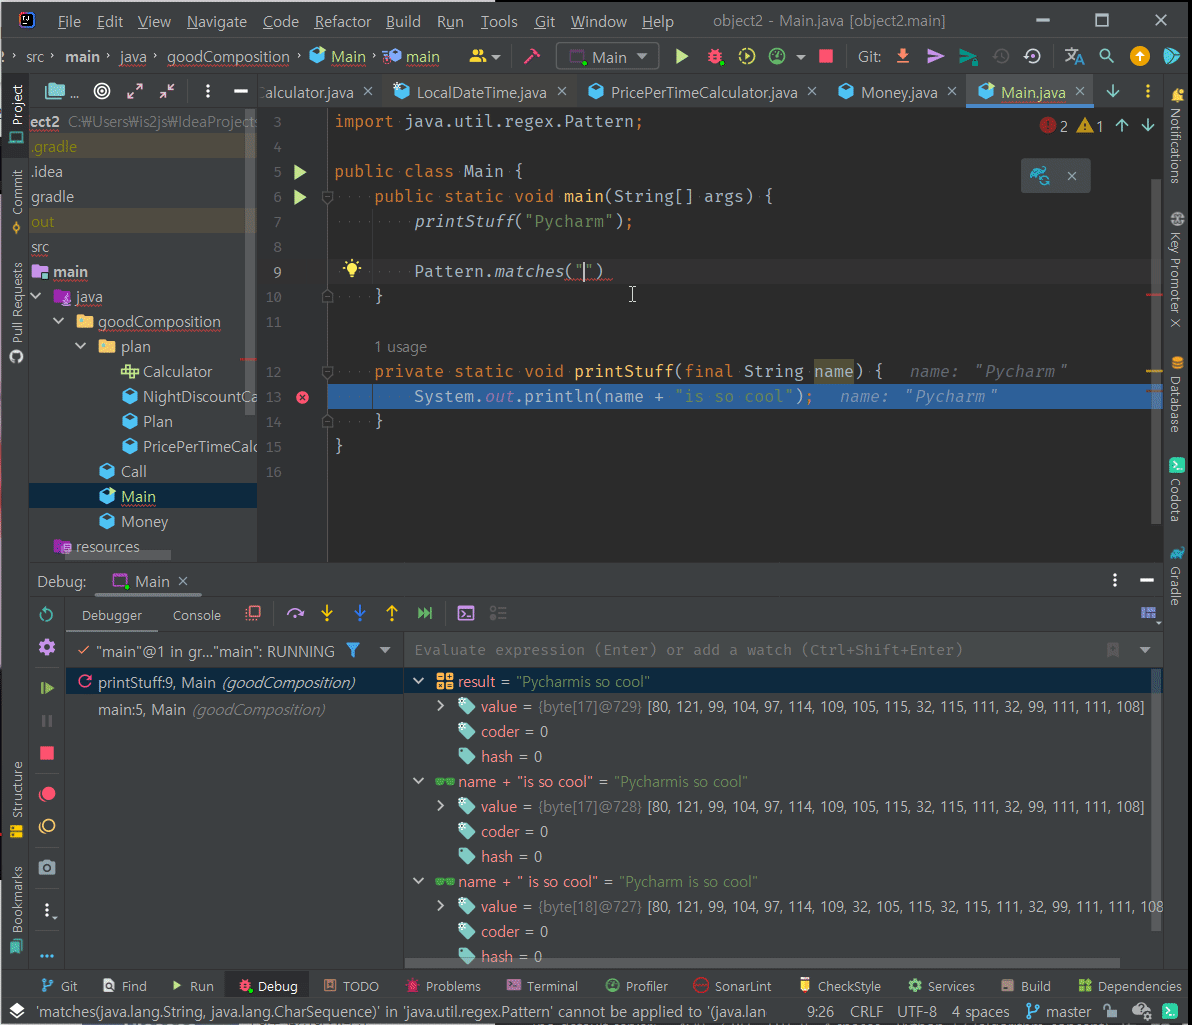 File Edit View Navigate Code Refactor Build Run Tools Git Window Help object2 - Main.java [object2.main]
src main java goodComposition Main main Main Git:
Project
alculator.java LocalDateTime.java PricePerTimeCalculator.java Money.java Main.java
ect2 C:₩Users₩is2js₩IdeaProject
.gradle
.idea
gradle
out
src
main
java
goodComposition
plan
Calculator
NightDiscountCa
Plan
PricePerTimeCalc
Call
Main
Money
resources
Commit
Pull Requests
Structure
Bookmarks
3 import java.util.regex.Pattern;
2 1
4
5 public class Main {
6 public static void main(String[] args) {
7 printStuff("Pycharm");
8
9 Pattern.matches("")
10 }
11
1 usage
12 private static void printStuff(final String name) { name: "Pycharm"
13 System.out.println(name + "is so cool"); name: "Pycharm"
14 }
15 }
16
Notifications
Key Promoter X
Database
Codota
Gradle
Debug: Main
Debugger Console
"main"@1 in gr..."main": RUNNING
printStuff:9, Main (goodComposition)
main:5, Main (goodComposition)
Evaluate expression (Enter) or add a watch (Ctrl+Shift+Enter)
result = "Pycharmis so cool"
value = {byte[17]@729} [80, 121, 99, 104, 97, 114, 109, 105, 115, 32, 115, 111, 32, 99, 111, 111, 108]
coder = 0
hash = 0
name + "is so cool" = "Pycharmis so cool"
value = {byte[17]@728} [80, 121, 99, 104, 97, 114, 109, 105, 115, 32, 115, 111, 32, 99, 111, 111, 108]
coder = 0
hash = 0
name + " is so cool" = "Pycharm is so cool"
value = {byte[18]@727} [80, 121, 99, 104, 97, 114, 109, 32, 105, 115, 32, 115, 111, 32, 99, 111, 111, 108
coder = 0
hash = 0
Git Find Run Debug TODO Problems Terminal Profiler SonarLint CheckStyle Services Build Dependencies
'matches(java.lang.String, java.lang.CharSequence)' in 'java.util.regex.Pattern' cannot be applied to '(java.lan 9:26 CRLF UTF-8 4 spaces master